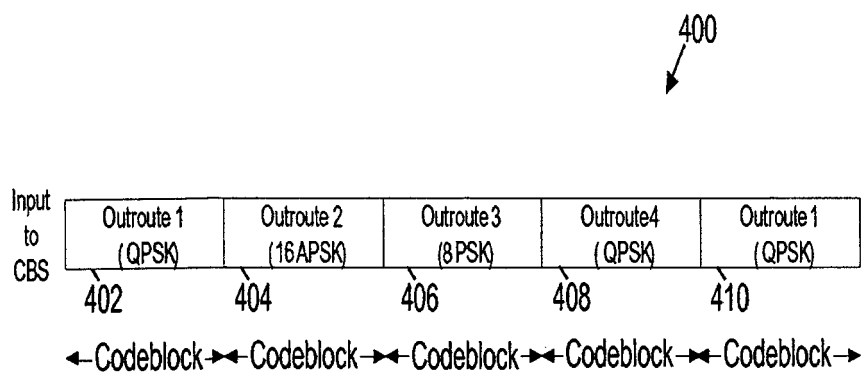 400
Input to CBS
Outroute 1 (QPSK)
Outroute 2 (16APSK)
Outroute 3 (8PSK)
Outroute4 (QPSK)
Outroute 1 (QPSK)
402
404
406
408
410
Codeblock
Codeblock
Codeblock
Codeblock
Codeblock